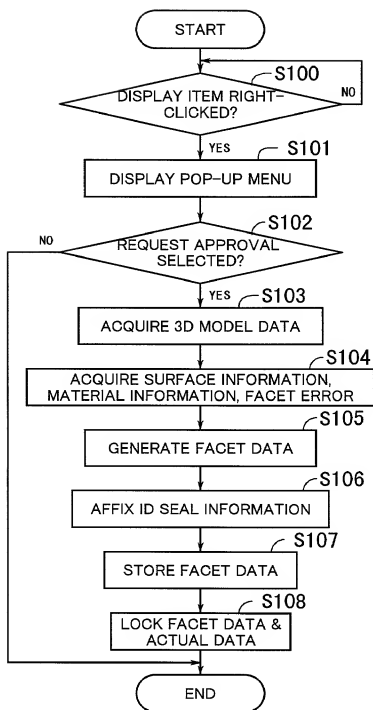 START
S100
DISPLAY ITEM RIGHT-
CLICKED?
NO
YES
S101
DISPLAY POP-UP MENU
S102
NO
REQUEST APPROVAL
SELECTED?
YES
S103
ACQUIRE 3D MODEL DATA
S104
ACQUIRE SURFACE INFORMATION,
MATERIAL INFORMATION, FACET ERROR
S105
GENERATE FACET DATA
S106
AFFIX ID SEAL INFORMATION
S107
STORE FACET DATA
S108
LOCK FACET DATA &
ACTUAL DATA
END